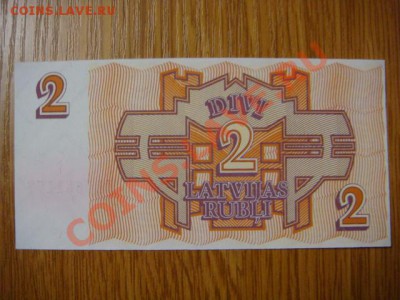 COINS.LAVE.RU
2
DIVI
2
LATVIJAS
RUBĻI
2
COINS.LAVE.RU